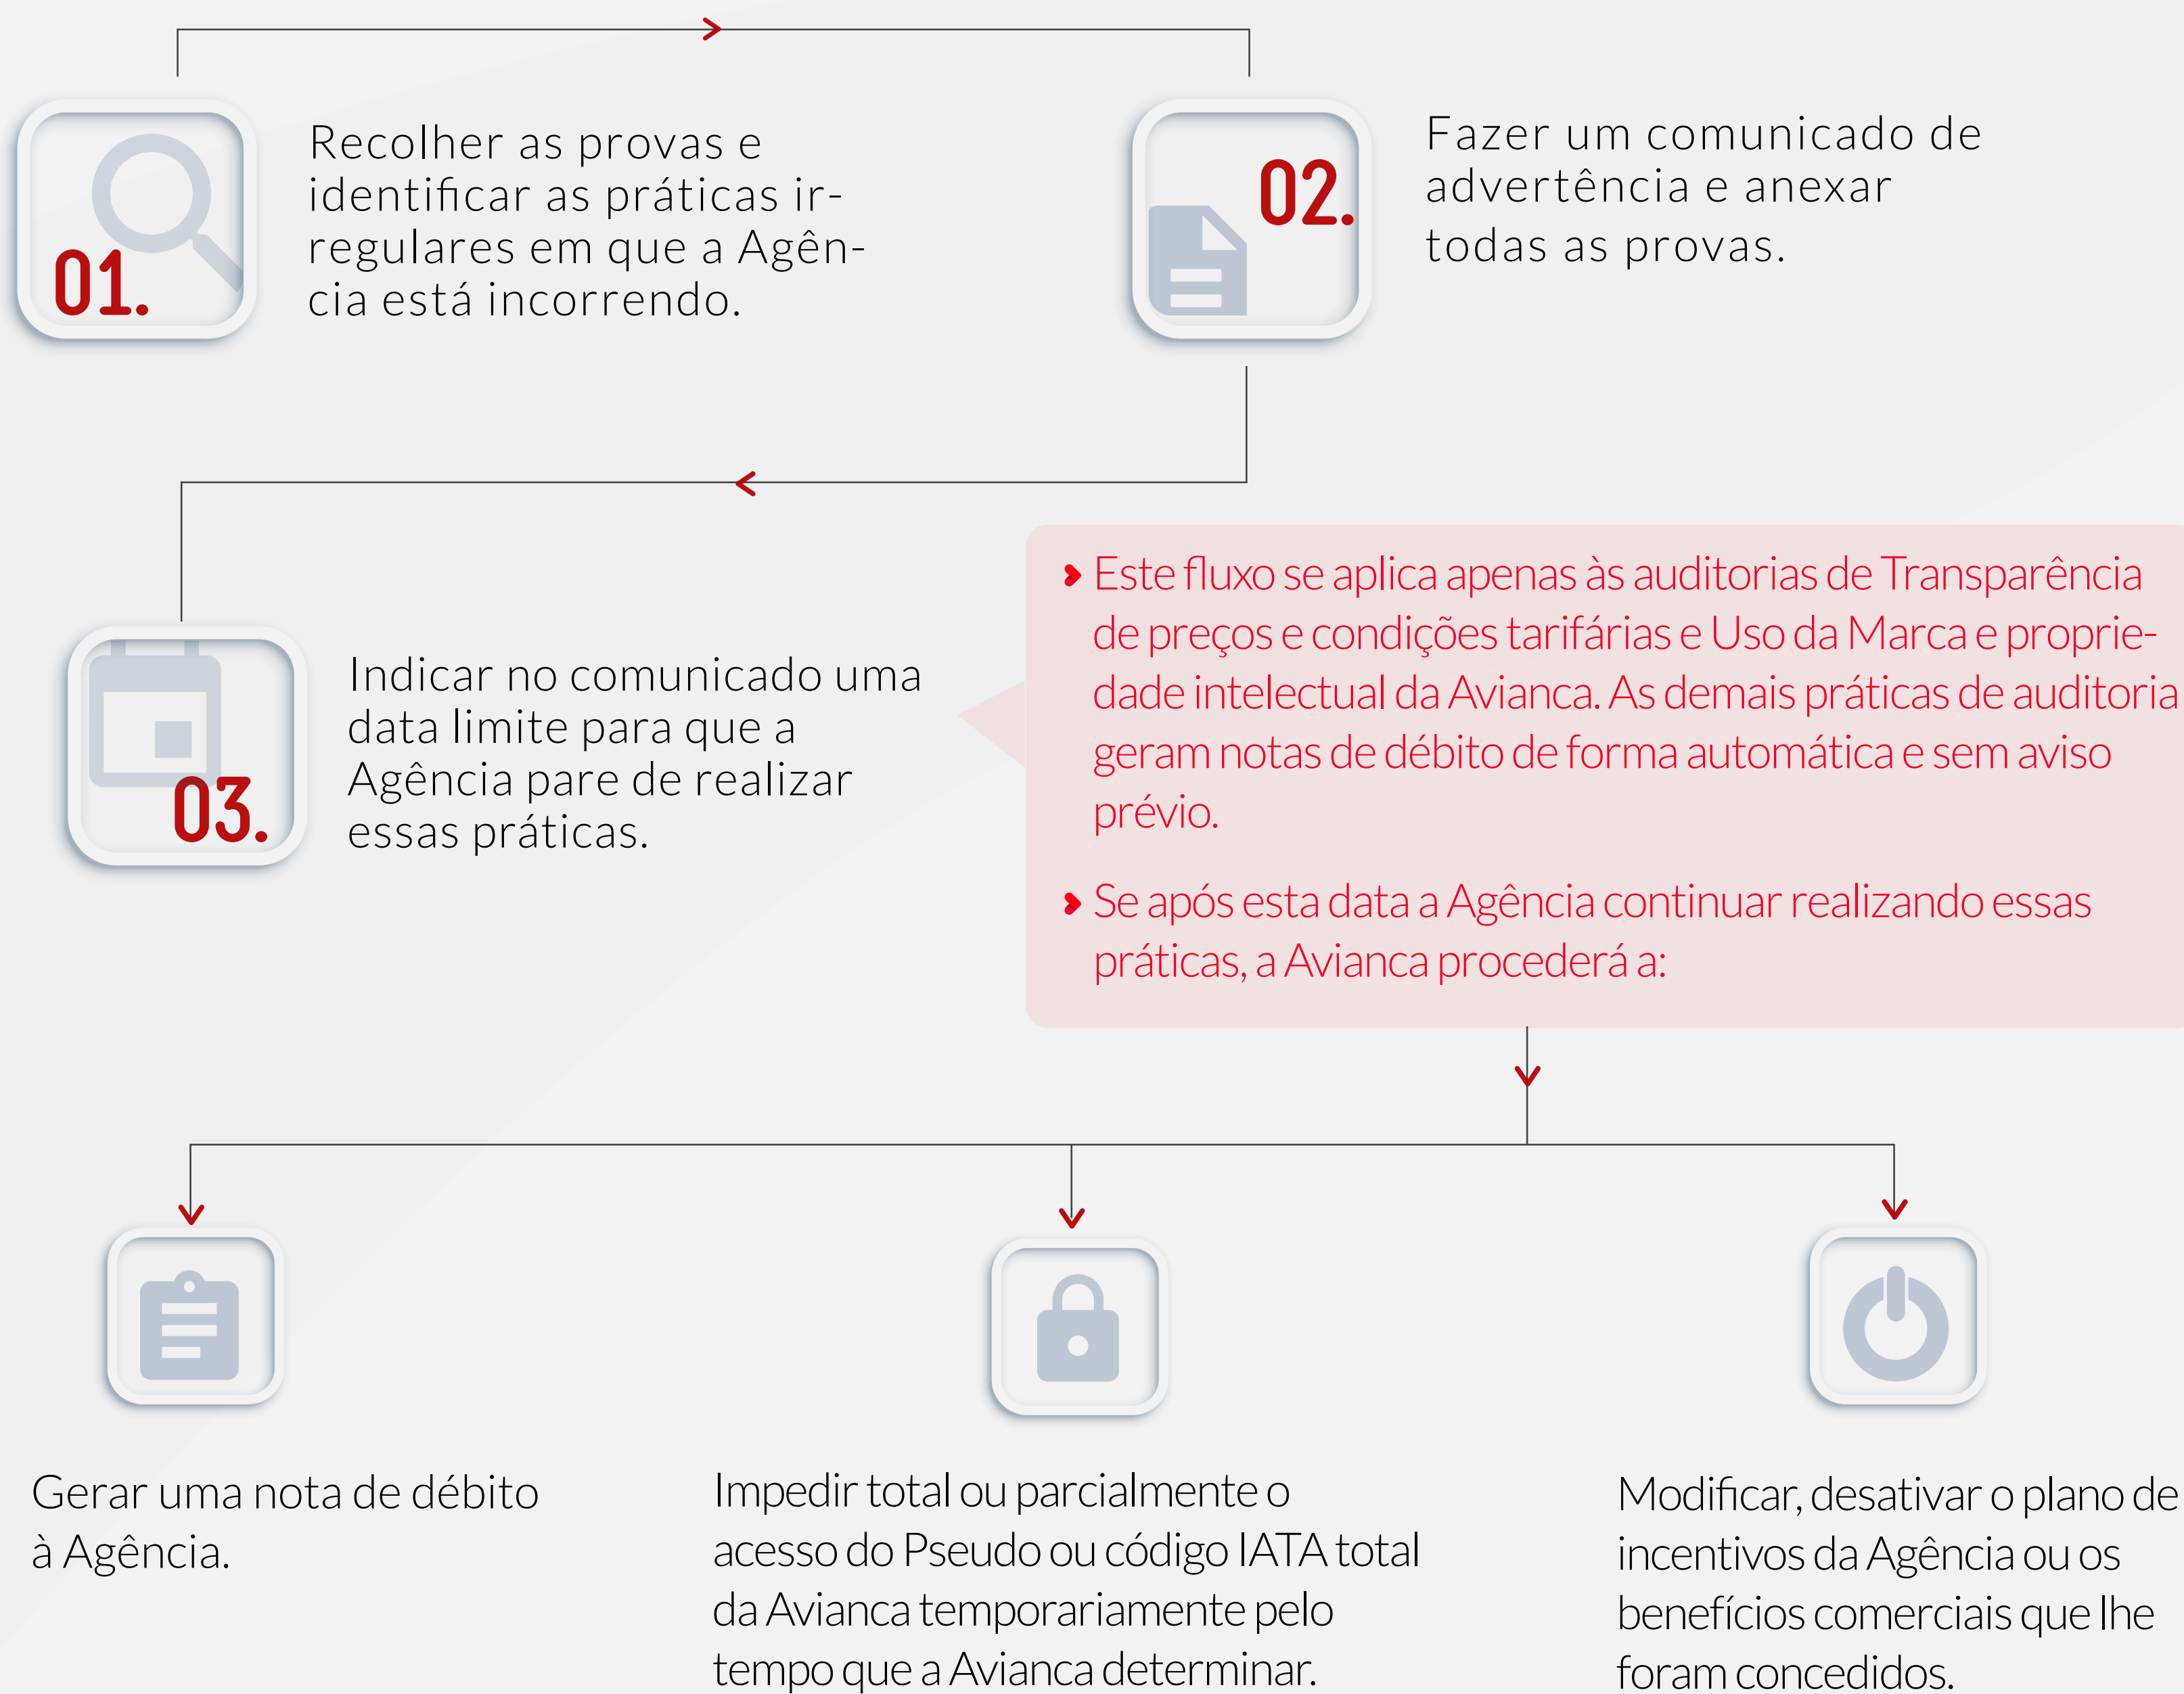 01.
Recolher as provas e
identificar as práticas ir-
regulares em que a Agên-
cia está incorrendo.
02.
Fazer um comunicado de
advertência e anexar
todas as provas.
03.
Indicar no comunicado uma
data limite para que a
Agência pare de realizar
essas práticas.
Este fluxo se aplica apenas às auditorias de Transparência
de preços e condições tarifárias e Uso da Marca e proprie-
dade intelectual da Avianca. As demais práticas de auditoria
geram notas de débito de forma automática e sem aviso
prévio.
Se após esta data a Agência continuar realizando essas
práticas, a Avianca procederá a:
Gerar uma nota de débito
à Agência.
Impedir total ou parcialmente o
acesso do Pseudo ou código IATA total
da Avianca temporariamente pelo
tempo que a Avianca determinar.
Modificar, desativar o plano de
incentivos da Agência ou os
benefícios comerciais que lhe
foram concedidos.